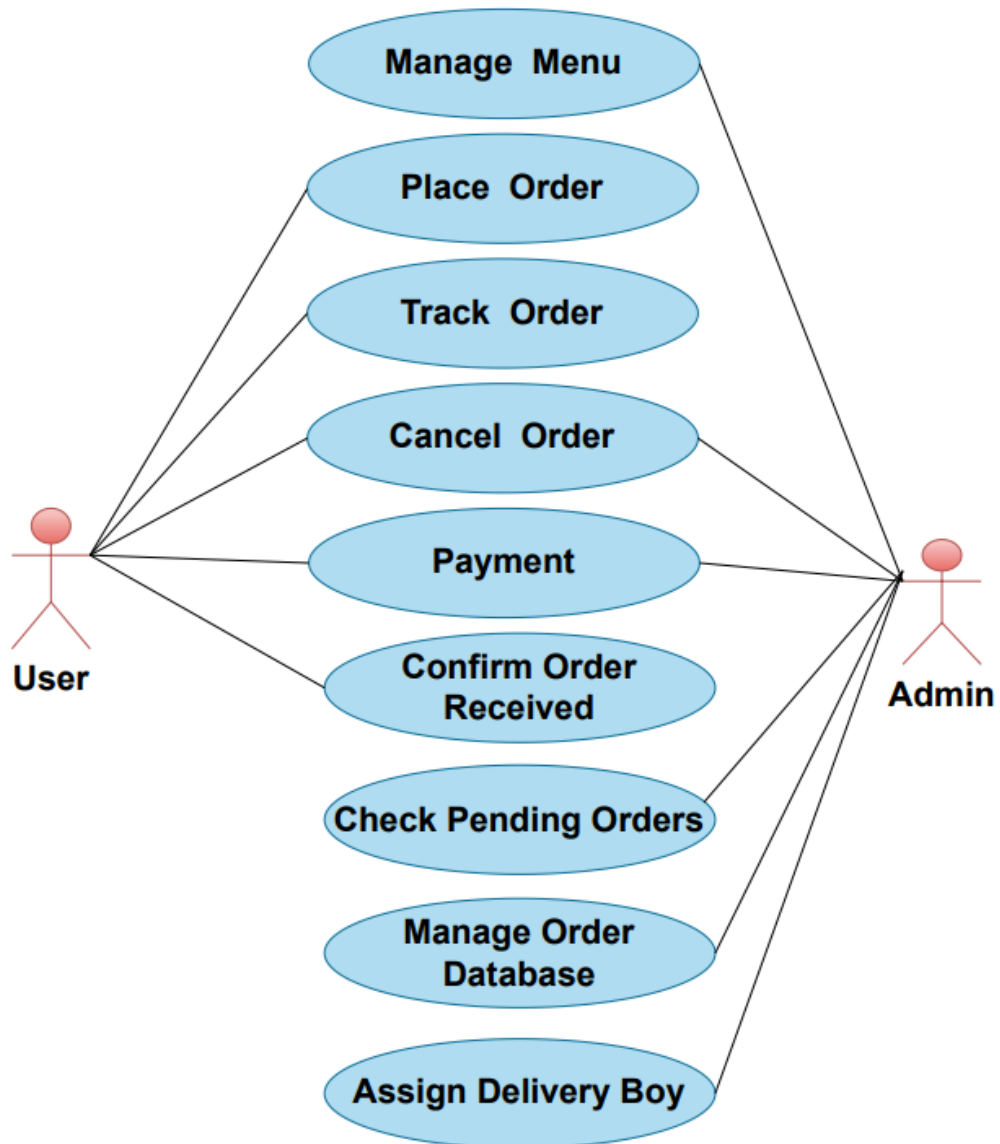 Manage Menu
Place Order
Track Order
Cancel Order
Payment
User
Confirm Order
Received
Admin
Check Pending Orders
Manage Order
Database
Assign Delivery Boy